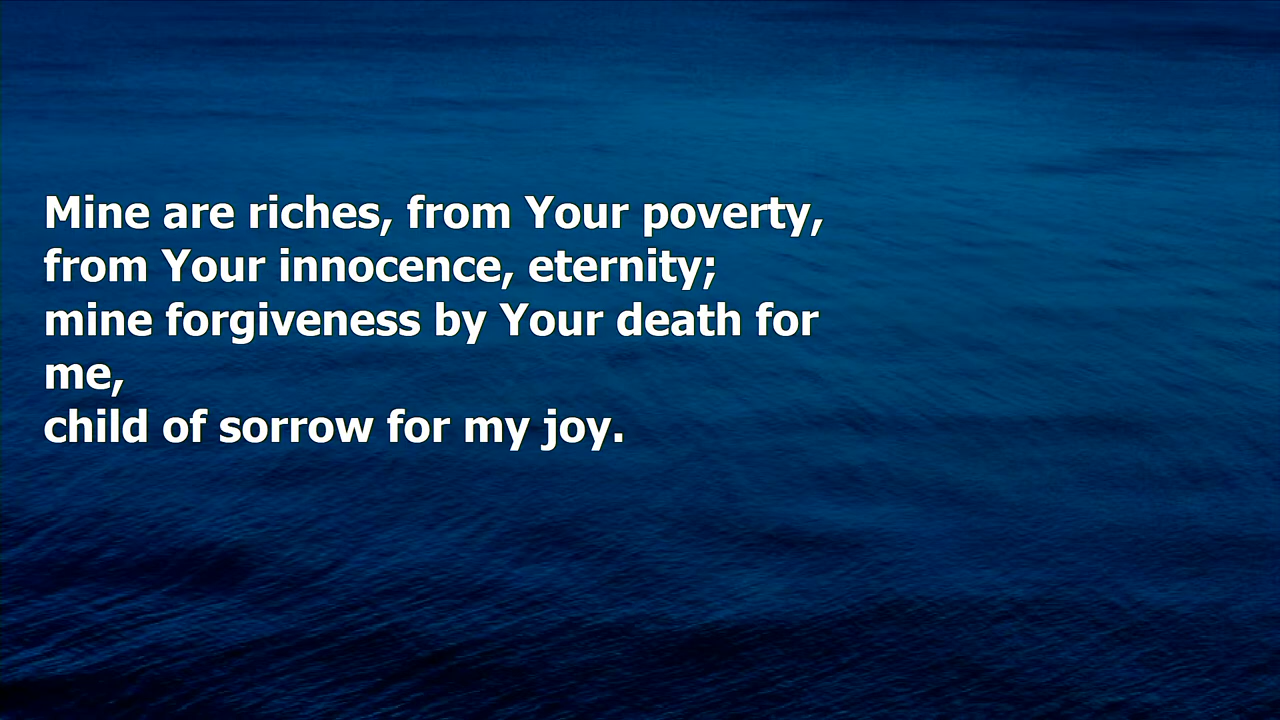 Mine are riches, from Your poverty,
from Your innocence, eternity;
mine forgiveness by Your death for
me,
child of sorrow for my joy.